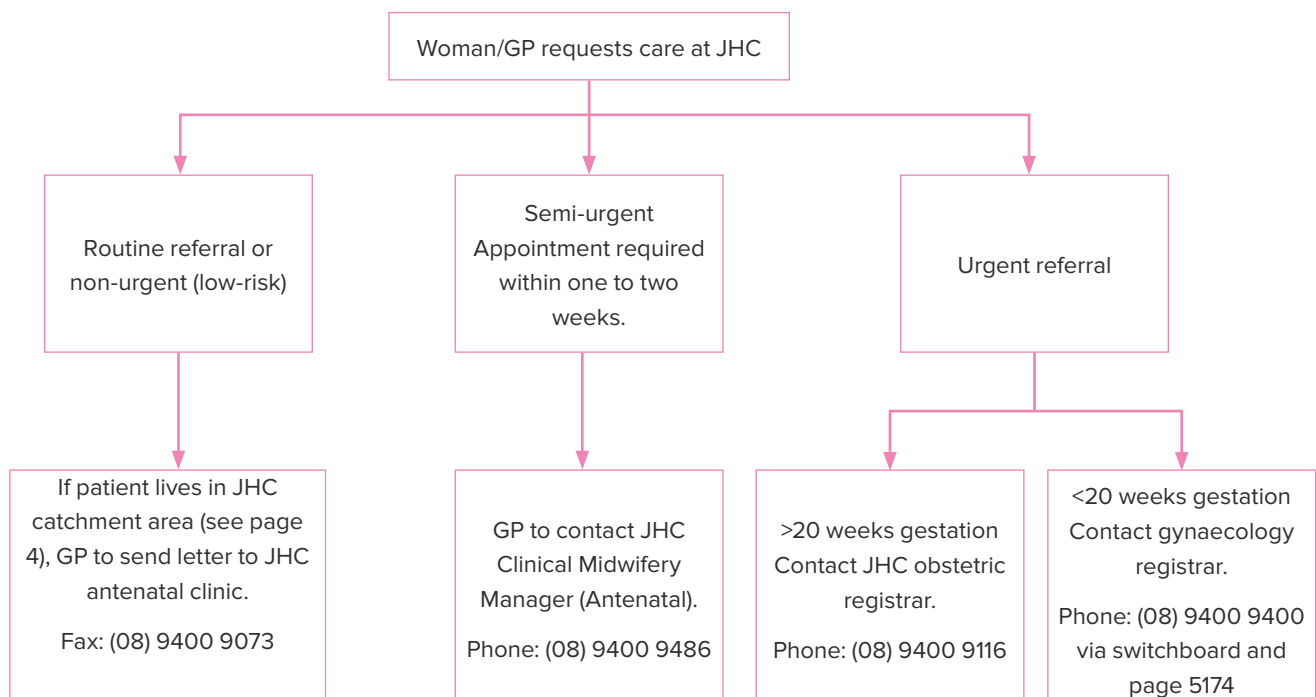 Woman/GP requests care at JHC
Routine referral or
non-urgent (low-risk)
Semi-urgent
Appointment required
within one to two
weeks.
Urgent referral
If patient lives in JHC
catchment area (see page
4), GP to send letter to JHC
antenatal clinic.
Fax: (08) 9400 9073
GP to contact JHC
Clinical Midwifery
Manager (Antenatal).
Phone: (08) 9400 9486
>20 weeks gestation
Contact JHC obstetric
registrar.
Phone: (08) 9400 9116
<20 weeks gestation
Contact gynaecology
registrar.
Phone: (08) 9400 9400
via switchboard and
page 5174